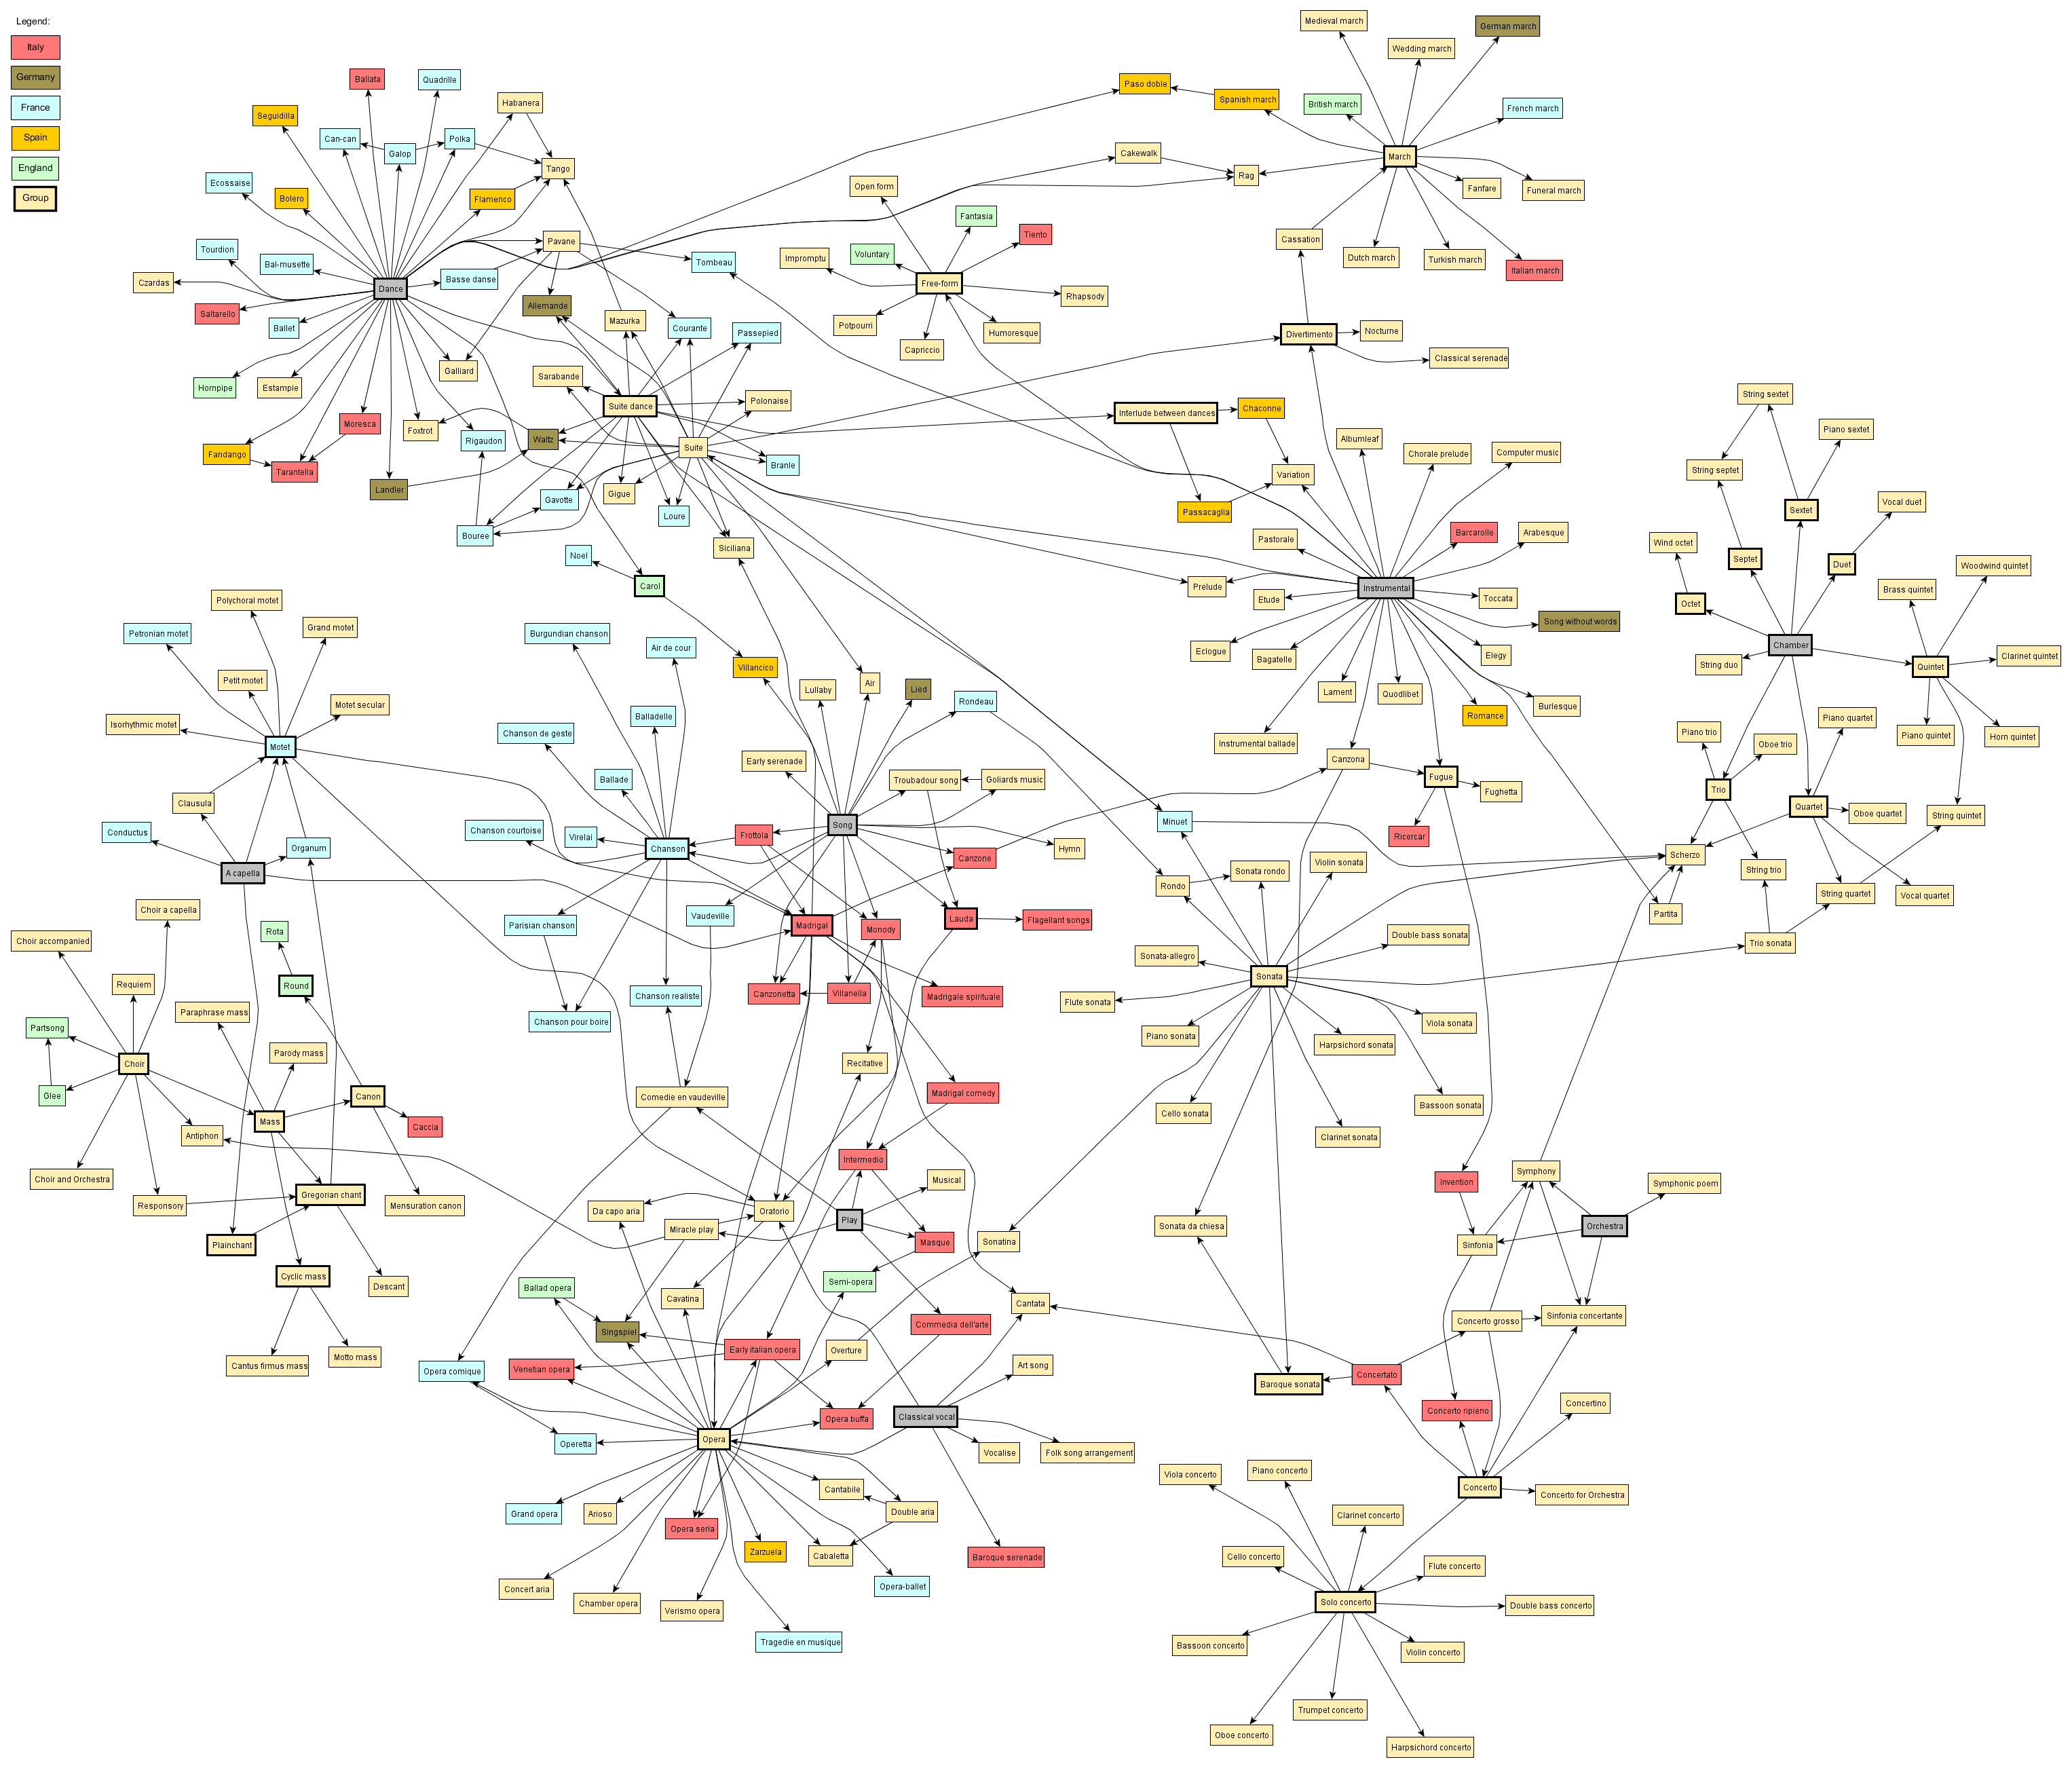 Legend:
Italy
Germany
France
Spain
England
Group
Medieval march
German march
Wedding march
Ballata
Quadrille
Paso doble
Spanish march
British march
French march
Habanera
Seguidilla
Can-can
Galop
Polka
Tango
Cakewalk
Rag
March
Fanfare
Funeral march
Ecossaise
Bolero
Flamenco
Open form
Fantasia
Tiento
Voluntary
Impromptu
Cassation
Dutch march
Turkish march
Italian march
Tourdion
Bal-musette
Pavane
Basse danse
Tombeau
Czardas
Dance
Free-form
Rhapsody
Saltarello
Ballet
Allemande
Mazurka
Courante
Passepied
Potpourri
Capriccio
Humoresque
Divertimento
Nocturne
Classical serenade
Hornpipe
Estampie
Galliard
Sarabande
Suite dance
Polonaise
Interlude between dances
Chaconne
String sextet
Moresca
Foxtrot
Rigaudon
Waltz
Suite
Branle
Albumleaf
Chorale prelude
Computer music
Variation
Piano sextet
String septet
Fandango
Tarantella
Landler
Gavotte
Gigue
Loure
Passacaglia
Sextet
Vocal duet
Bouree
Siciliana
Pastorale
Barcarolle
Arabesque
Wind octet
Septet
Duet
Woodwind quintet
Noel
Carol
Prelude
Etude
Instrumental
Toccata
Octet
Brass quintet
Polychoral motet
Petronian motet
Grand motet
Burgundian chanson
Air de cour
Song without words
Eclogue
Bagatelle
Elegy
Chamber
String duo
Quintet
Clarinet quintet
Petit motet
Motet secular
Isorhythmic motet
Villancico
Lullaby
Air
Lied
Rondeau
Lament
Quodlibet
Romance
Burlesque
Balladelle
Chanson de geste
Motet
Instrumental ballade
Canzona
Piano trio
Oboe trio
Piano quartet
Piano quintet
Horn quintet
Early serenade
Troubadour song
Goliards music
Ballade
Fugue
Fughetta
Trio
Quartet
Oboe quartet
String quintet
Clausula
Conductus
Organum
Chanson courtoise
Virelai
Chanson
Frottola
Song
Canzone
Hymn
Minuet
Ricercar
Scherzo
A capella
Rondo
Sonata rondo
Violin sonata
String trio
String quartet
Vocal quartet
Choir a capella
Choir accompanied
Rota
Parisian chanson
Vaudeville
Madrigal
Monody
Lauda
Flagellant songs
Partita
Double bass sonata
Trio sonata
Sonata-allegro
Requiem
Round
Chanson realiste
Canzonetta
Villanella
Madrigale spirituale
Flute sonata
Sonata
Paraphrase mass
Chanson pour boire
Piano sonata
Harpsichord sonata
Viola sonata
Partsong
Parody mass
Choir
Recitative
Glee
Canon
Comedie en vaudeville
Madrigal comedy
Cello sonata
Bassoon sonata
Mass
Caccia
Antiphon
Clarinet sonata
Intermedio
Choir and Orchestra
Responsory
Gregorian chant
Mensuration canon
Musical
Invention
Symphony
Symphonic poem
Da capo aria
Miracle play
Oratorio
Play
Masque
Sonatina
Sonata da chiesa
Sinfonia
Orchestra
Plainchant
Cyclic mass
Descant
Ballad opera
Cavatina
Semi-opera
Cantata
Commedia dell'arte
Concerto grosso
Sinfonia concertante
Singspiel
Cantus firmus mass
Motto mass
Opera comique
Venetian opera
Early italian opera
Overture
Art song
Baroque sonata
Concertato
Concerto ripieno
Concertino
Operetta
Opera
Opera buffa
Classical vocal
Vocalise
Folk song arrangement
Viola concerto
Piano concerto
Concerto
Concerto for Orchestra
Grand opera
Arioso
Opera seria
Cantabile
Double aria
Zarzuela
Cabaletta
Baroque serenade
Clarinet concerto
Cello concerto
Flute concerto
Concert aria
Chamber opera
Verismo opera
Opera-ballet
Solo concerto
Double bass concerto
Tragedie en musique
Bassoon concerto
Violin concerto
Trumpet concerto
Oboe concerto
Harpsichord concerto